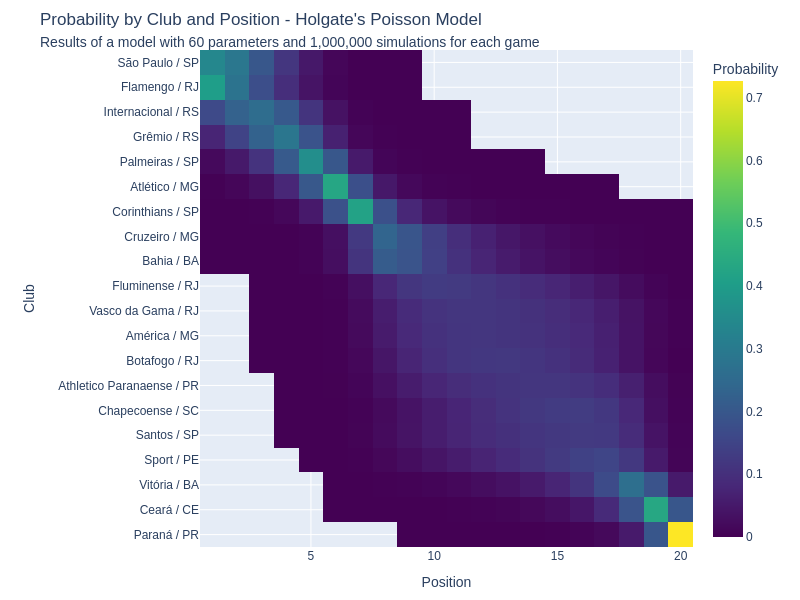 Probability by Club and Position - Holgate's Poisson Model
Results of a model with 60 parameters and 1,000,000 simulations for each game
Probability
São Paulo / SP
Flamengo / RJ
Internacional / RS
Grêmio / RS
Palmeiras / SP
Atlético / MG
Corinthians / SP
Cruzeiro / MG
Bahia / BA
Fluminense / RJ
Vasco da Gama / RJ
América / MG
Botafogo / RJ
Athletico Paranaense / PR
Chapecoense / SC
Santos / SP
Sport / PE
Vitória / BA
Ceará / CE
Paraná / PR
Club
5
10
15
20
Position
0.7
0.6
0.5
0.4
0.3
0.2
0.1
0